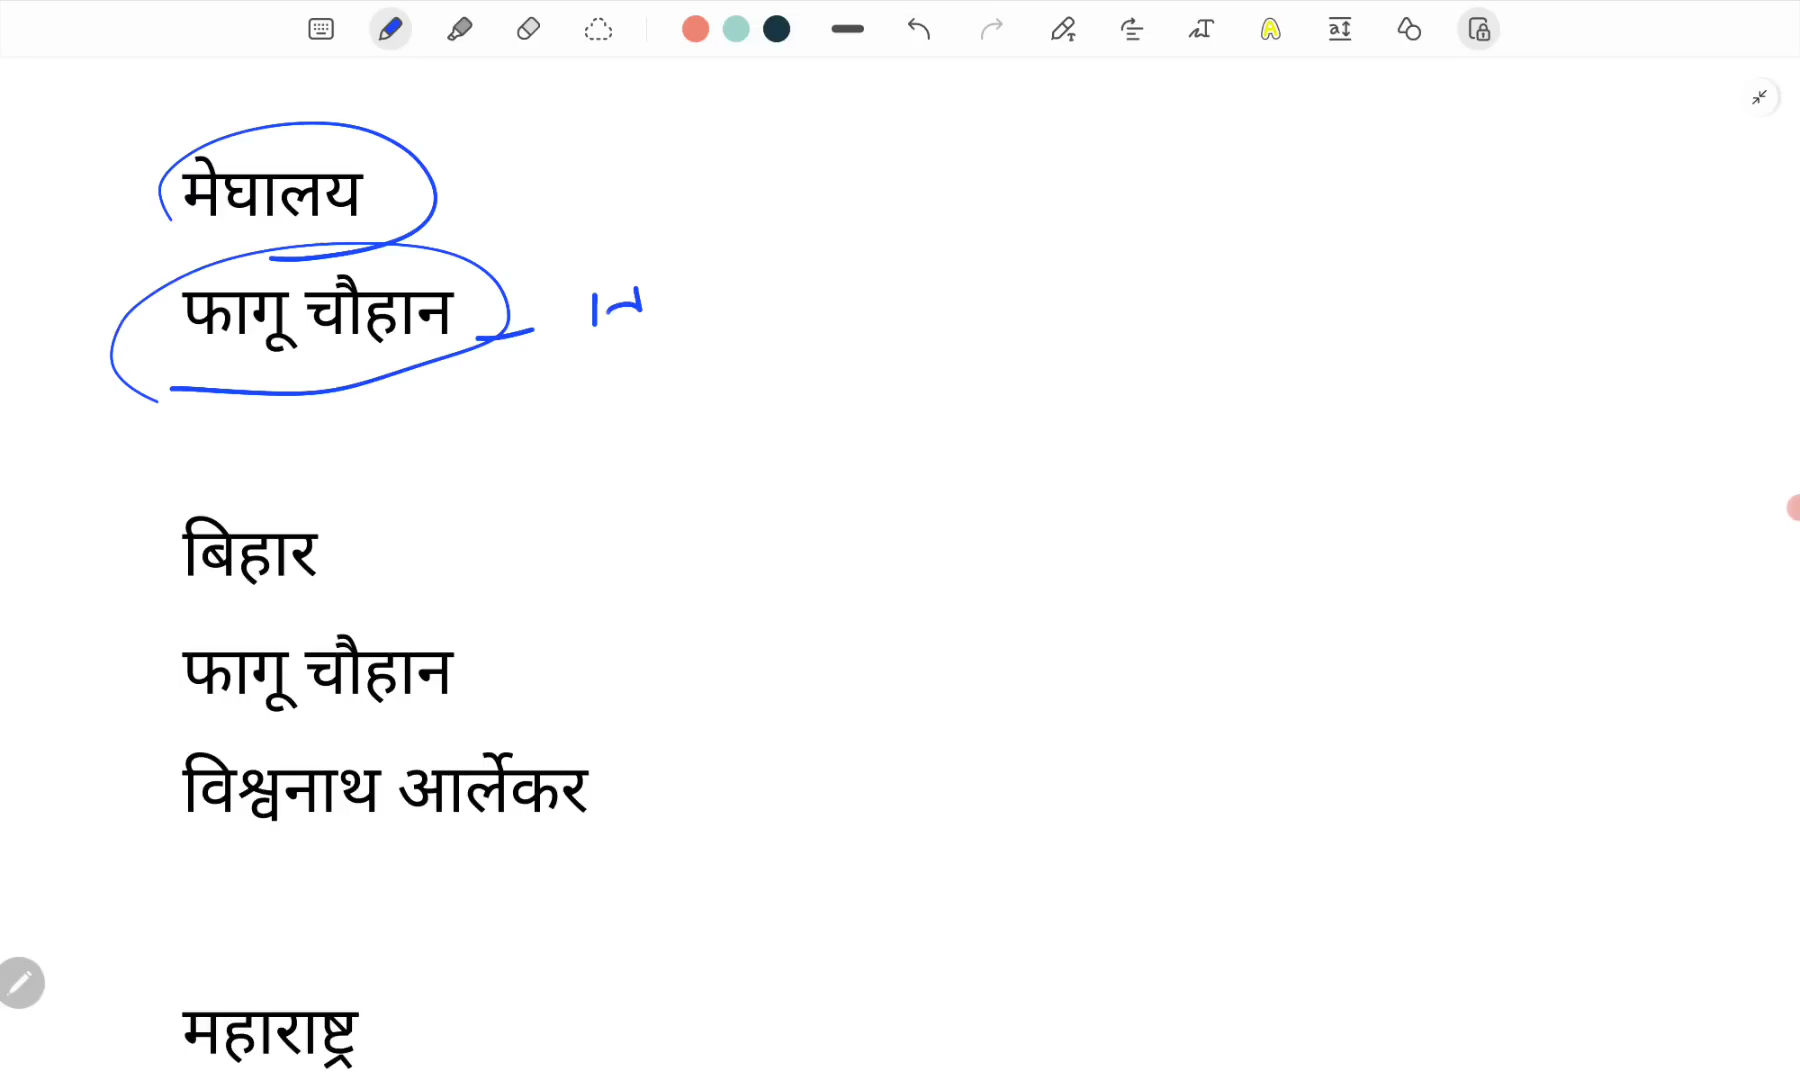 मेघालय
फागू चौहान
बिहार
फागू चौहान
विश्वनाथ आर्लेकर
महाराष्ट्र